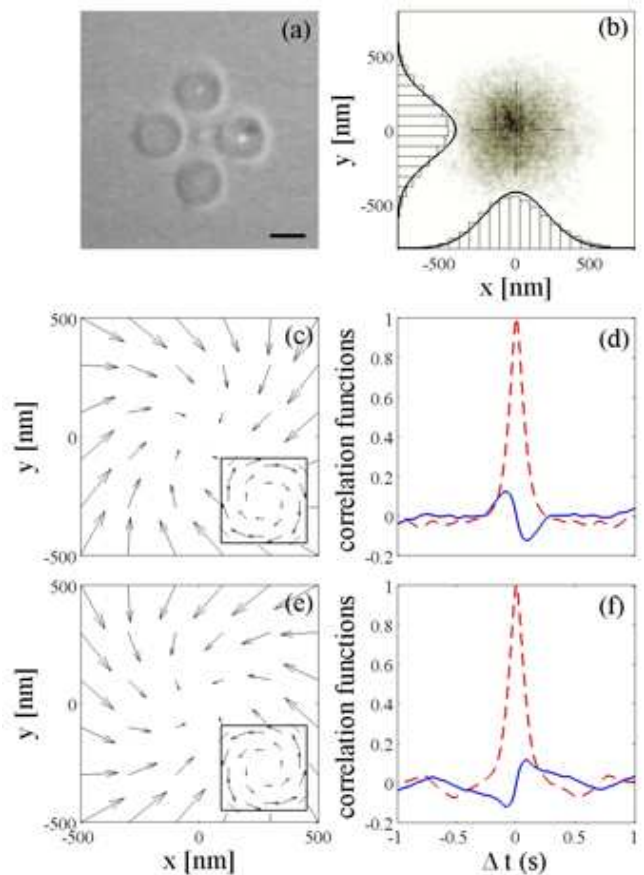 (a)
(b)
500
0
-500
y [nm]
-500 0 500
x [nm]
(c)
500
0
-500
y [nm]
(d)
1
0.8
0.6
0.4
0.2
0
-0.2
correlation functions
(e)
500
0
-500
y [nm]
-500 0 500
x [nm]
(f)
1
0.8
0.6
0.4
0.2
0
-0.2
correlation functions
-1 -0.5 0 0.5 1
Δ t (s)